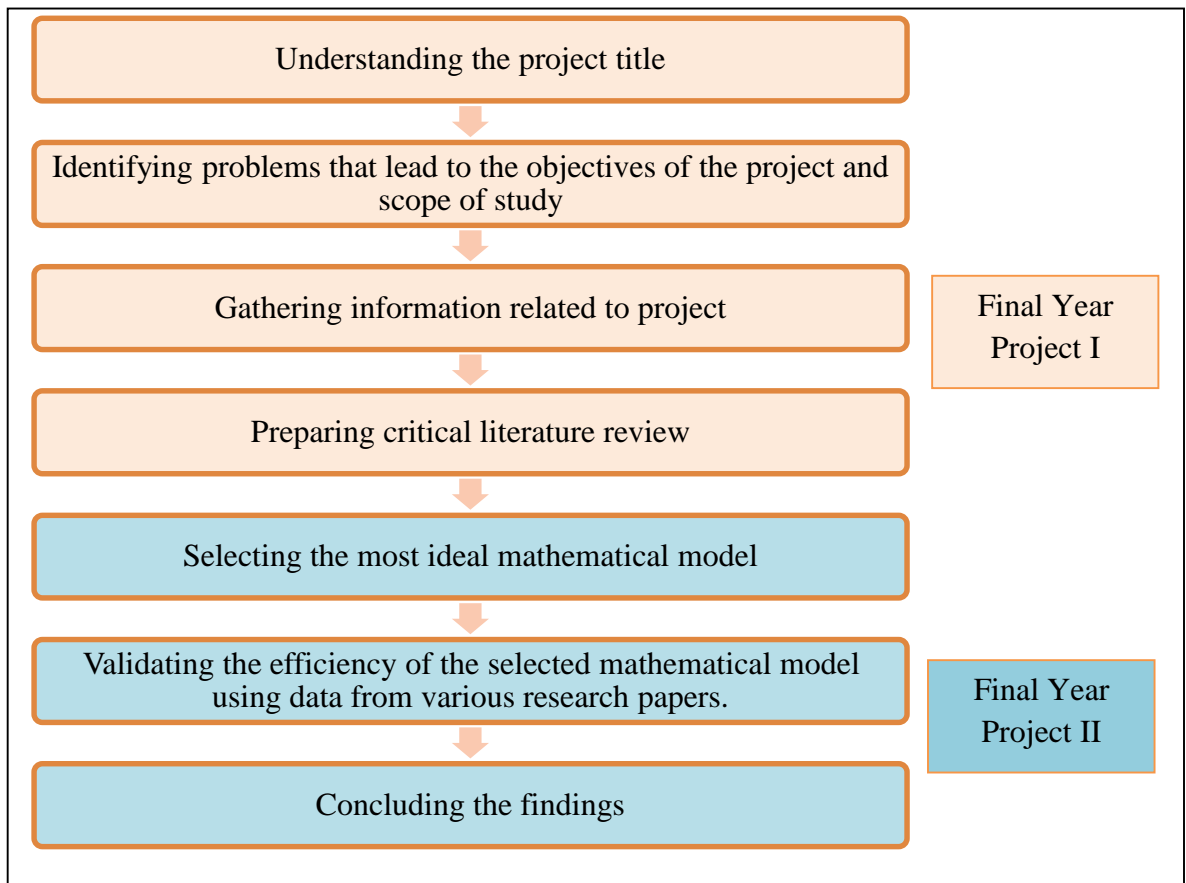 Understanding the project title
Identifying problems that lead to the objectives of the project and
scope of study
Gathering information related to project
Final Year
Project I
Preparing critical literature review
Selecting the most ideal mathematical model
Validating the efficiency of the selected mathematical model
using data from various research papers.
Final Year
Project II
Concluding the findings